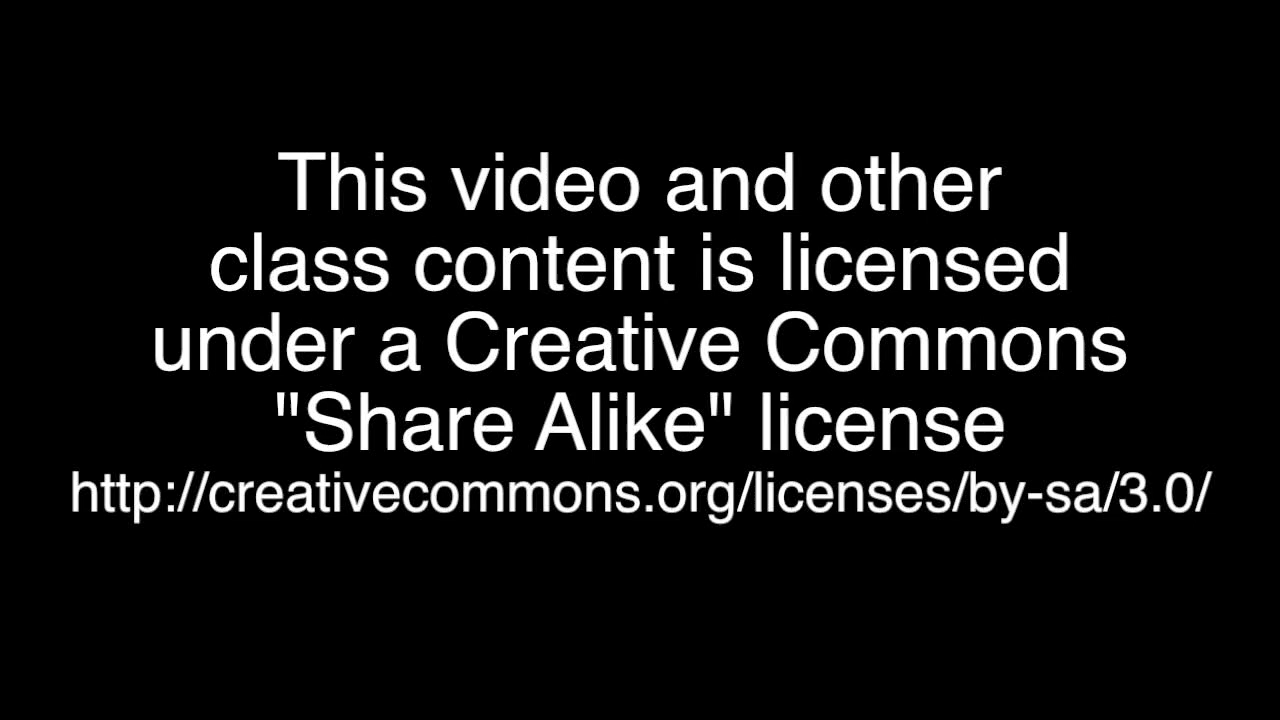 This video and other
class content is licensed
under a Creative Commons
"Share Alike" license
http://creativecommons.org/licenses/by-sa/3.0/